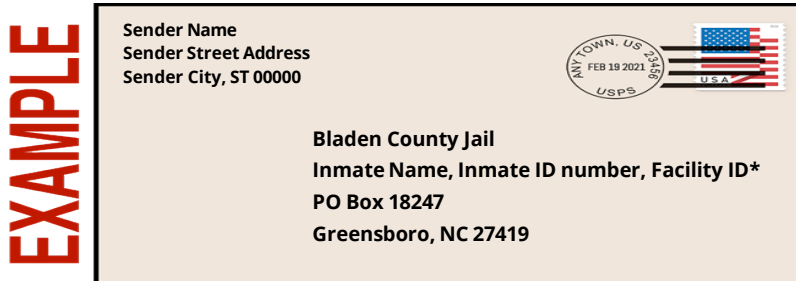 EXAMPLE
Sender Name
Sender Street Address
Sender City, ST 00000
ANY TOWN, US 23456
FEB 19 2021
USPS
USA
Bladen County Jail
Inmate Name, Inmate ID number, Facility ID*
PO Box 18247
Greensboro, NC 27419